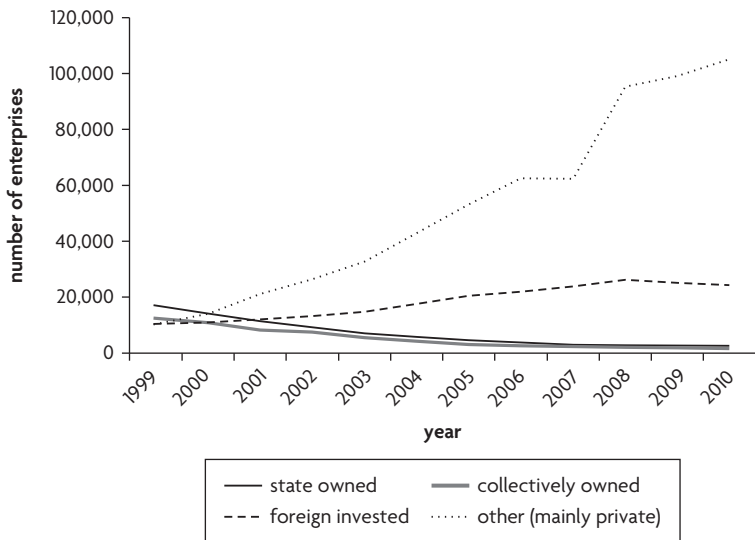 120,000
100,000
80,000
60,000
40,000
20,000
0
number of enterprises
1999 2000 2001 2002 2003 2004 2005 2006 2007 2008 2009 2010
year
state owned collectively owned
foreign invested other (mainly private)